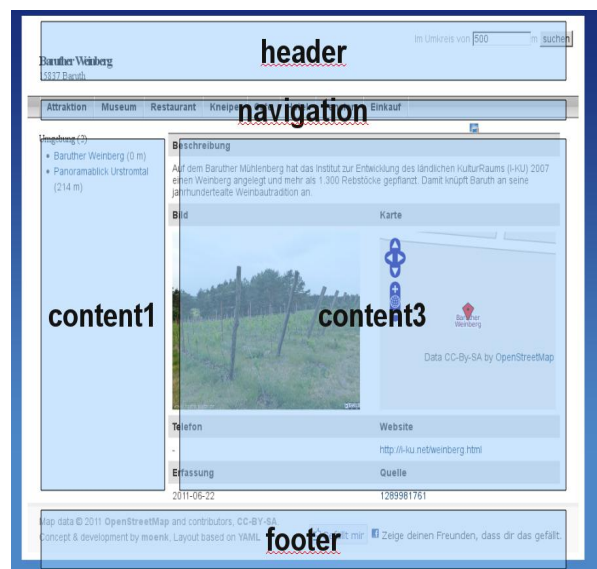 Im Umkreis von 500 m suchen
header
Baruther Weinberg
15837 Baruth
Attraktion Museum Restaurant Kneipe Einkauf
navigation
Umgebung (2)
Baruther Weinberg (0 m)
Panoramablick Urstromtal
(214 m)
Beschreibung
Auf dem Baruther Mühlenberg hat das Institut zur Entwicklung des ländlichen KulturRaums (I-KU) 2007
einen Weinberg angelegt und mehr als 1.300 Rebstöcke gepflanzt. Damit knüpft Baruth an seine
jahrhundertealte Weinbautradition an.
Bild Karte
content1
content3
Baruther
Weinberg
Data CC-By-SA by OpenStreetMap
Telefon Website
- http://i-ku.net/weinberg.html
Erfassung Quelle
2011-06-22 1289981761
Map data © 2011 OpenStreetMap and contributors, CC-BY-SA.
Concept & development by moenk, Layout based on YAML
footer
mir Zeige deinen Freunden, dass dir das gefällt.